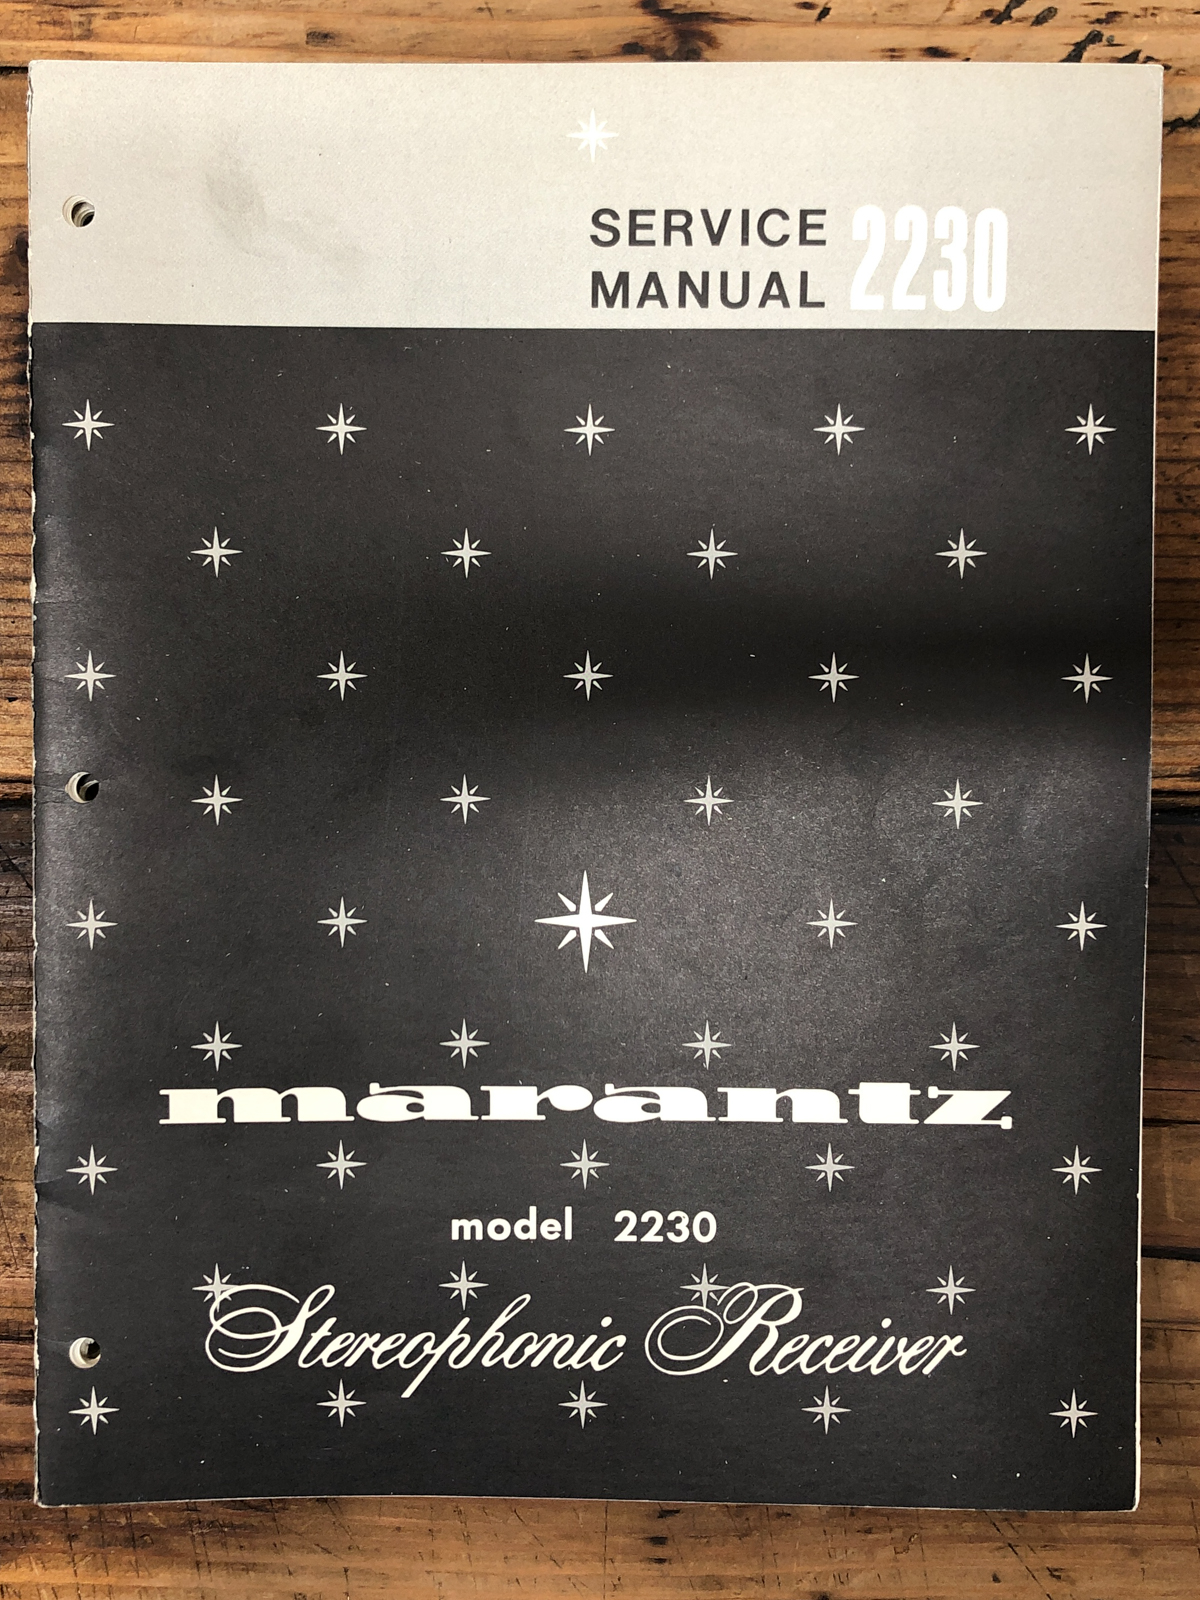 SERVICE
MANUAL 2230
marantz
model 2230
Stereophonic Receiver